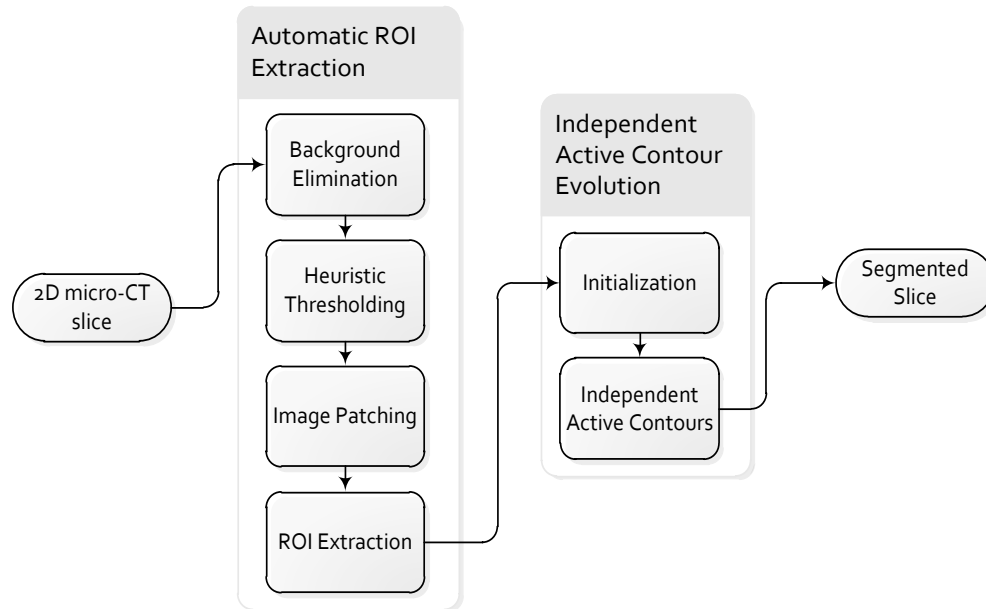 Automatic ROI
Extraction
Background
Elimination
Heuristic
Thresholding
Image Patching
ROI Extraction
2D micro-CT
slice
Independent
Active Contour
Evolution
Initialization
Independent
Active Contours
Segmented
Slice